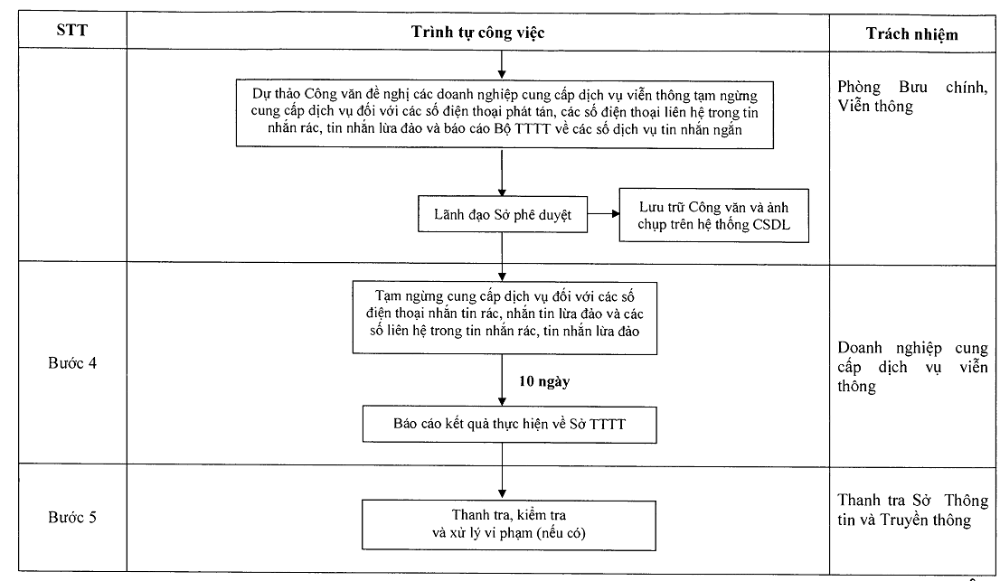 STT
Trình tự công việc
Trách nhiệm
Dự thảo Công văn đề nghị các doanh nghiệp cung cấp dịch vụ viễn thông tạm ngừng
cung cấp dịch vụ đối với các số điện thoại phát tán, các số điện thoại liên hệ trong tin
nhắn rác, tin nhắn lừa đảo và báo cáo Bộ TTTT về các số dịch vụ tin nhắn ngắn
Phòng Bưu chính,
Viễn thông
Lãnh đạo Sở phê duyệt
Lưu trữ Công văn và ảnh
chụp trên hệ thống CSDL
Bước 4
Tạm ngừng cung cấp dịch vụ đối với các số
điện thoại nhắn tin rác, nhắn tin lừa đảo và các
số liên hệ trong tin nhắn rác, tin nhắn lừa đảo
10 ngày
Báo cáo kết quả thực hiện về Sở TTTT
Doanh nghiệp cung
cấp dịch vụ viễn
thông
Bước 5
Thanh tra, kiểm tra
và xử lý vi phạm (nếu có)
Thanh tra Sở Thông
tin và Truyền thông